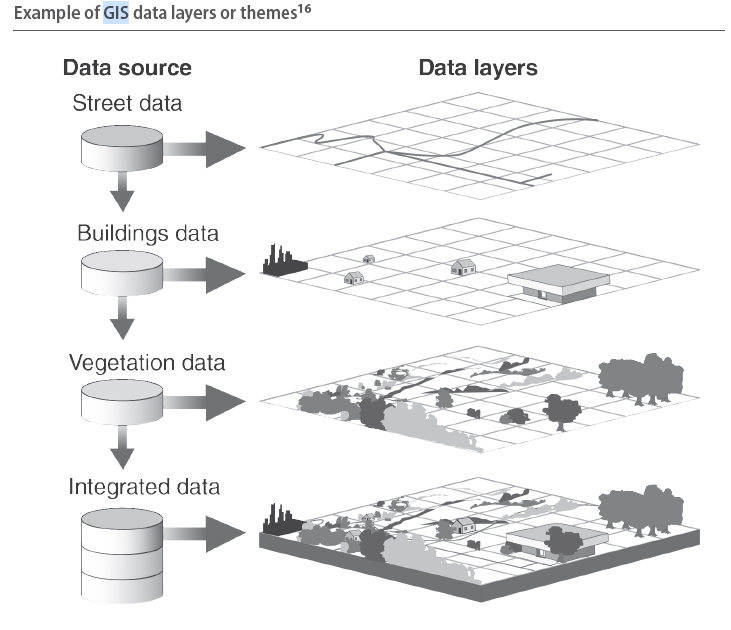 Example of GIS data layers or themes16
Data source
Data layers
Street data
Buildings data
Vegetation data
Integrated data